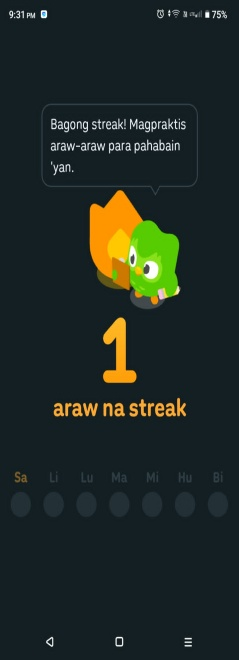 9:31 PM
75%
Bagong streak! Magpraktis
araw-araw para pahabain
'yan.
1
araw na streak
Sa Li Lu Ma Mi Hu Bi